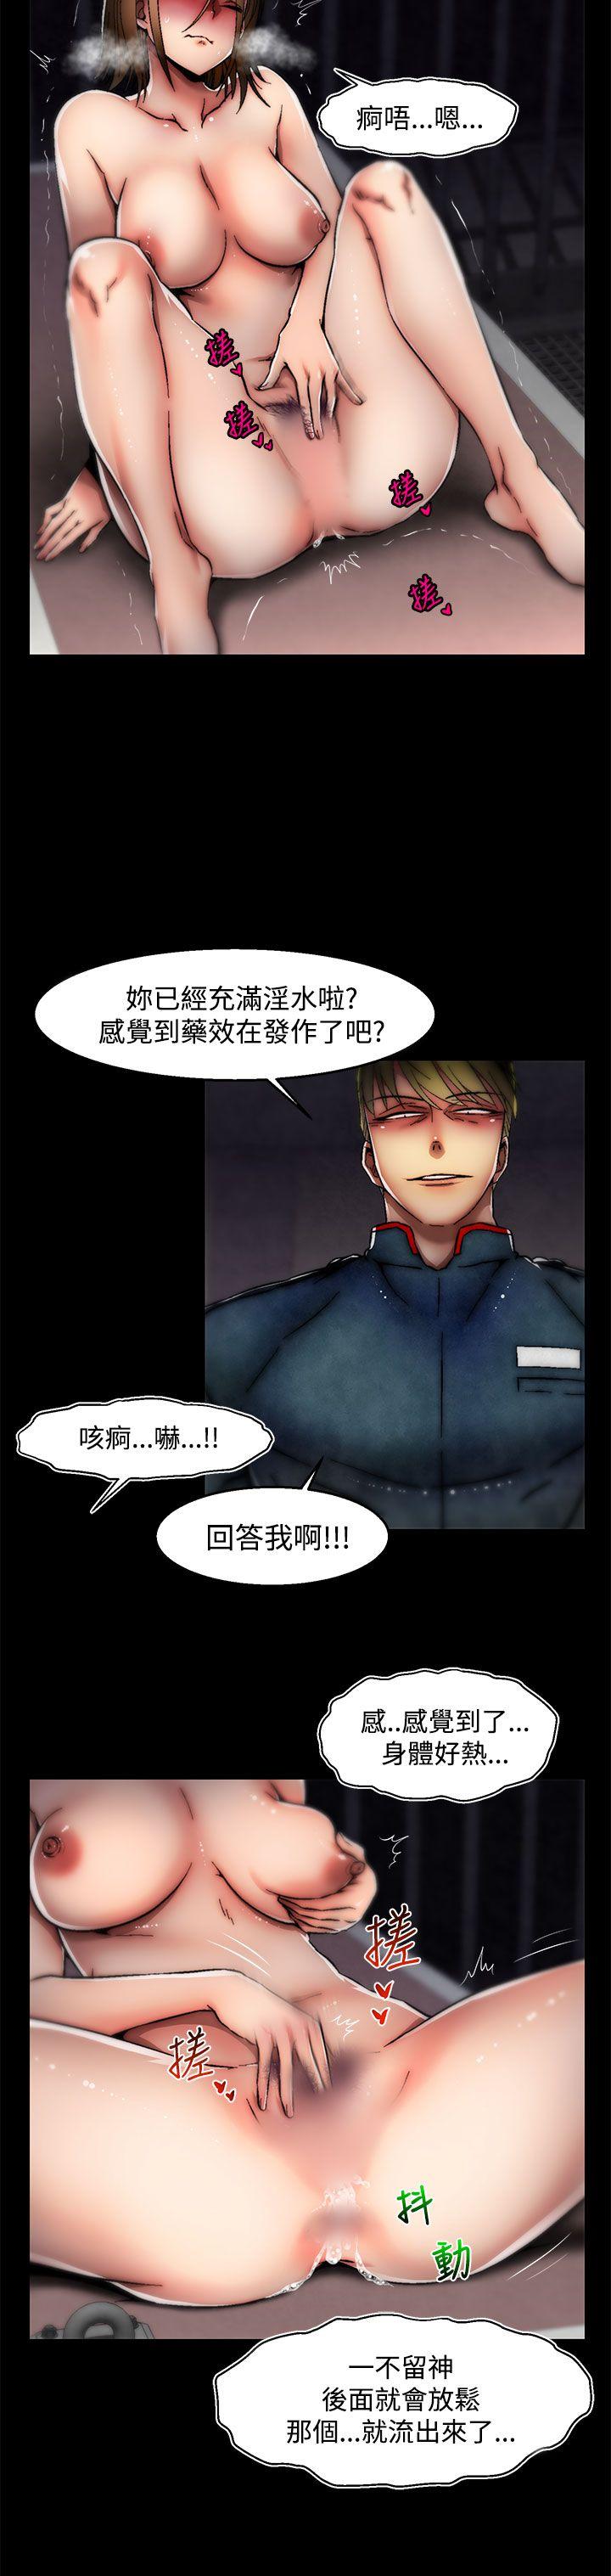 痾唔...嗯...
搓
搓
搓
搓
妳已經充滿淫水啦?
感覺到藥效在發作了吧?
咳痾...嚇...!!
回答我啊!!!
感..感覺到了...
身體好熱...
搓
搓
抖
動
一不留神
後面就會放鬆
那個...就流出來了...